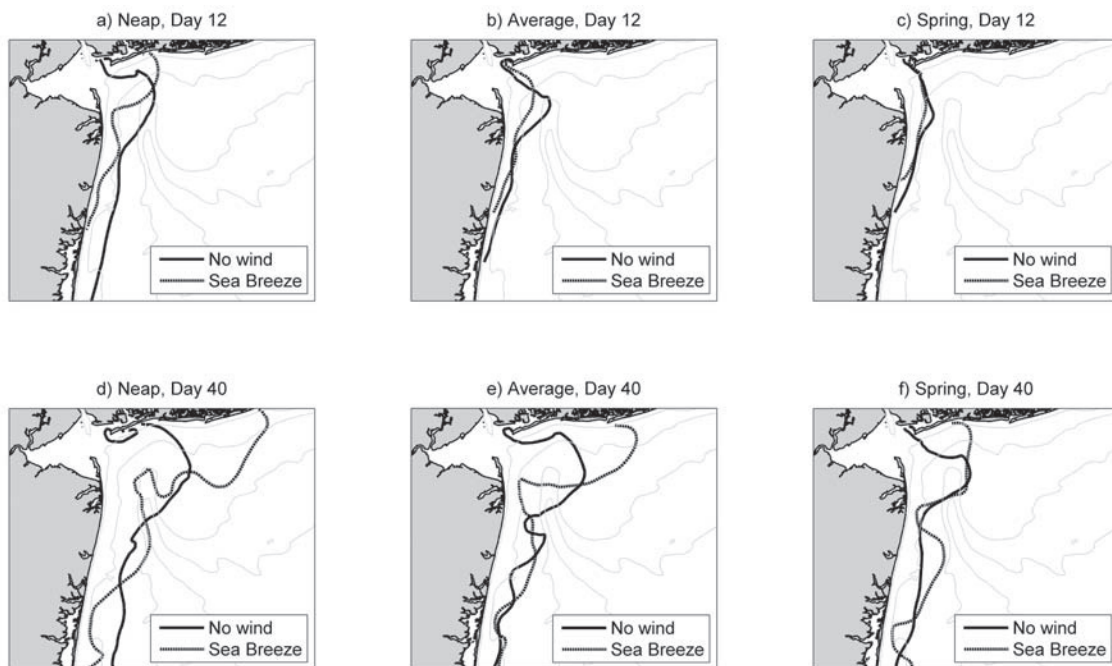 a) Neap, Day 12
b) Average, Day 12
c) Spring, Day 12
No wind
Sea Breeze
No wind
Sea Breeze
No wind
Sea Breeze
d) Neap, Day 40
e) Average, Day 40
f) Spring, Day 40
No wind
Sea Breeze
No wind
Sea Breeze
No wind
Sea Breeze